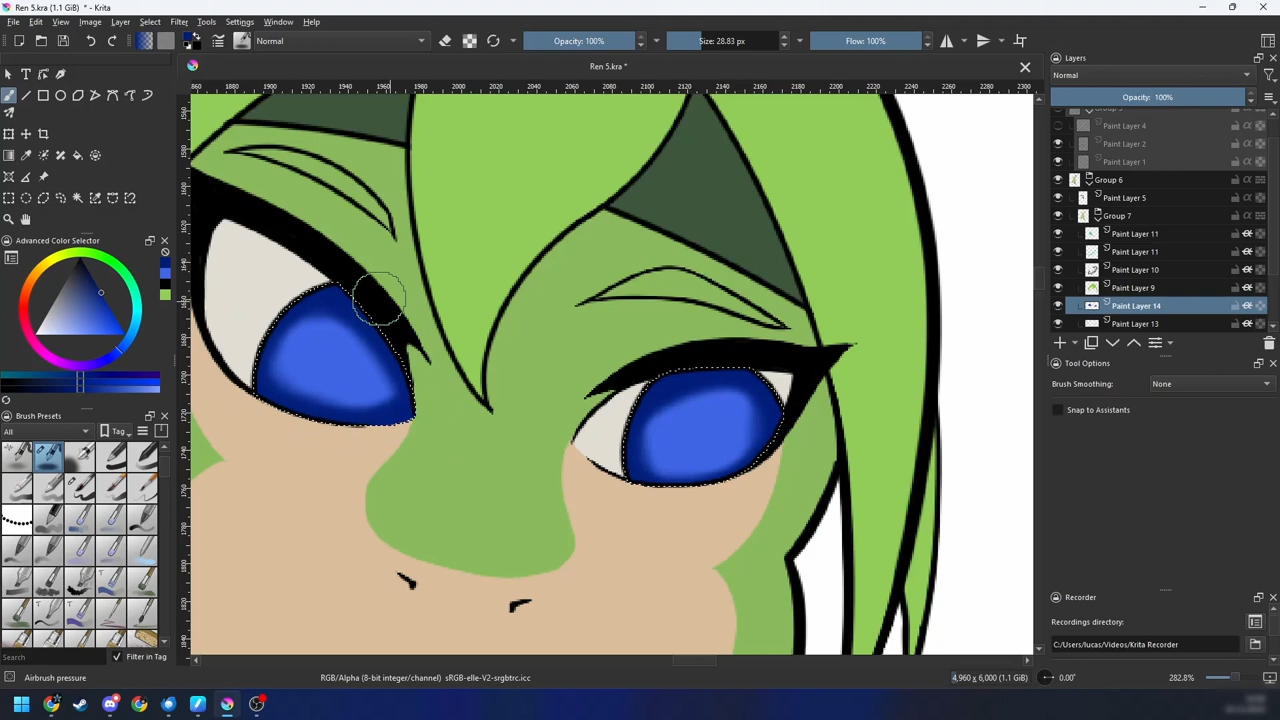 Ren 5.kra (1.1 GiB) * - Krita
File Edit View Image Layer Select Filter Tools Settings Window Help
Normal
Opacity: 100%
Size: 28.83 px
Flow: 100%
Ren 5.kra *
Layers
Normal
Opacity: 100%
Paint Layer 4
Paint Layer 2
Paint Layer 1
Group 6
Paint Layer 5
Group 7
Paint Layer 11
Paint Layer 11
Paint Layer 10
Paint Layer 9
Paint Layer 14
Paint Layer 13
Advanced Color Selector
Tool Options
Brush Smoothing: None
Snap to Assistants
Brush Presets
All Tag
Search Filter in Tag
Recorder
Recordings directory:
C:/Users/lucas/Videos/Krita Recorder
Airbrush pressure
RGB/Alpha (8-bit integer/channel) sRGB-elle-V2-srgbtrc.icc
4,960 x 6,000 (1.1 GiB)
0.00°
282.8%